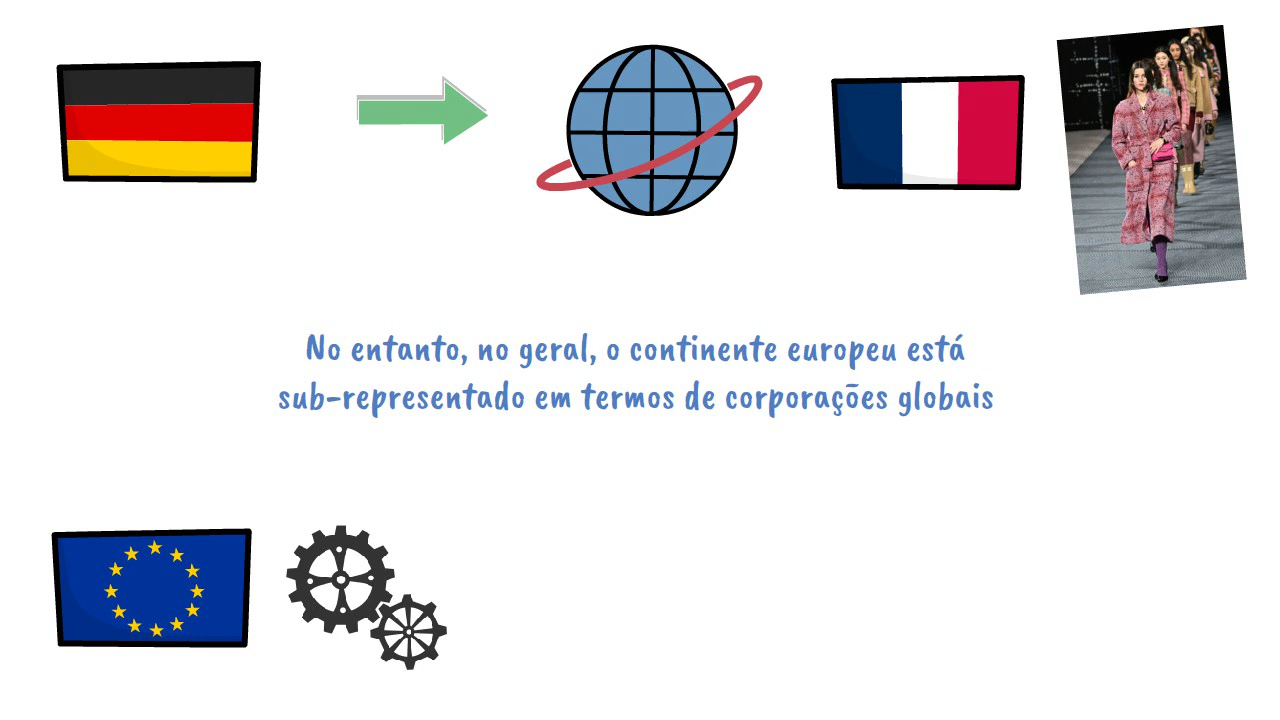 No entanto, no geral, o continente europeu está
sub-representado em termos de corporações globais